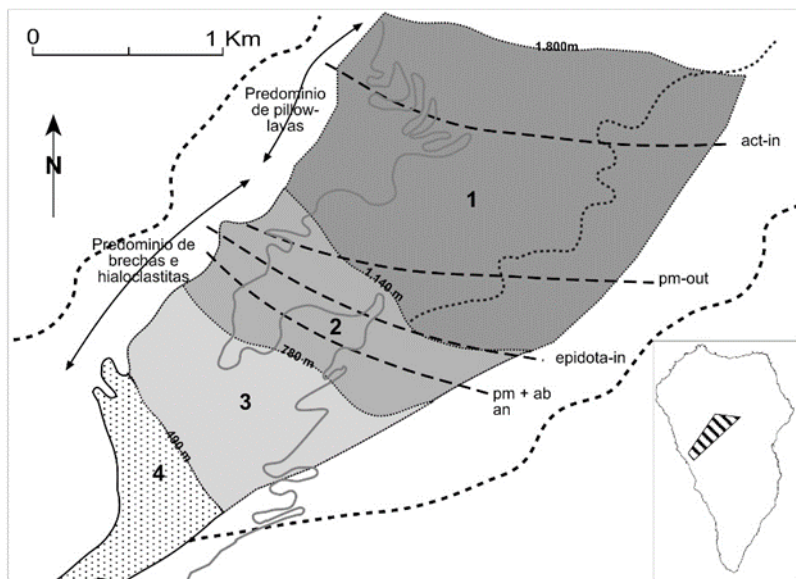 0 1 Km
1.800m
Predominio
de pillow-
lavas
act-in
N
1
Predominio de
brechas e
hialoclastitas
1.140 m
pm-out
2
780 m
epidota-in
pm + ab
an
3
490 m
4